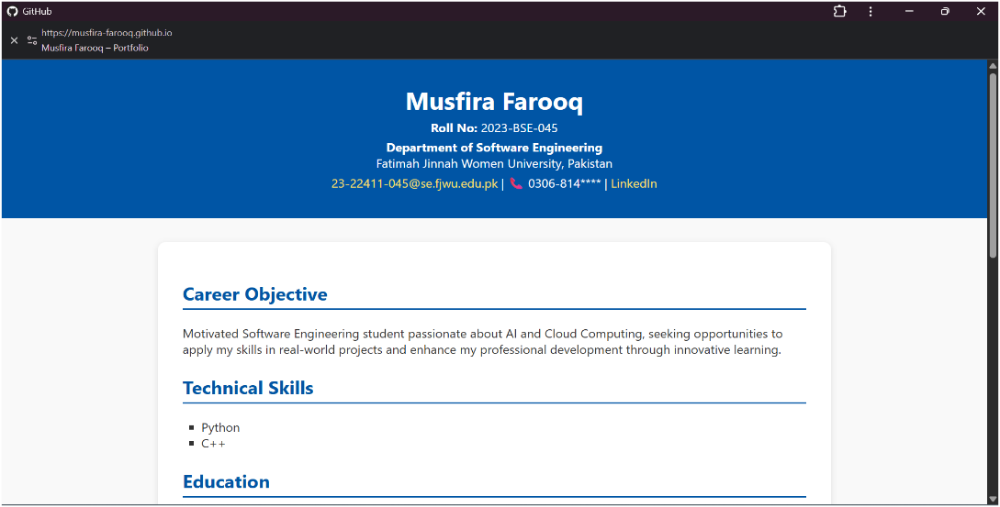 GitHub
https://musfira-farooq.github.io
Musfira Farooq – Portfolio
Musfira Farooq
Roll No: 2023-BSE-045
Department of Software Engineering
Fatimah Jinnah Women University, Pakistan
23-22411-045@se.fjwu.edu.pk | 📞 0306-814**** | LinkedIn
Career Objective
Motivated Software Engineering student passionate about AI and Cloud Computing, seeking opportunities to
apply my skills in real-world projects and enhance my professional development through innovative learning.
Technical Skills
▪ Python
▪ C++
Education